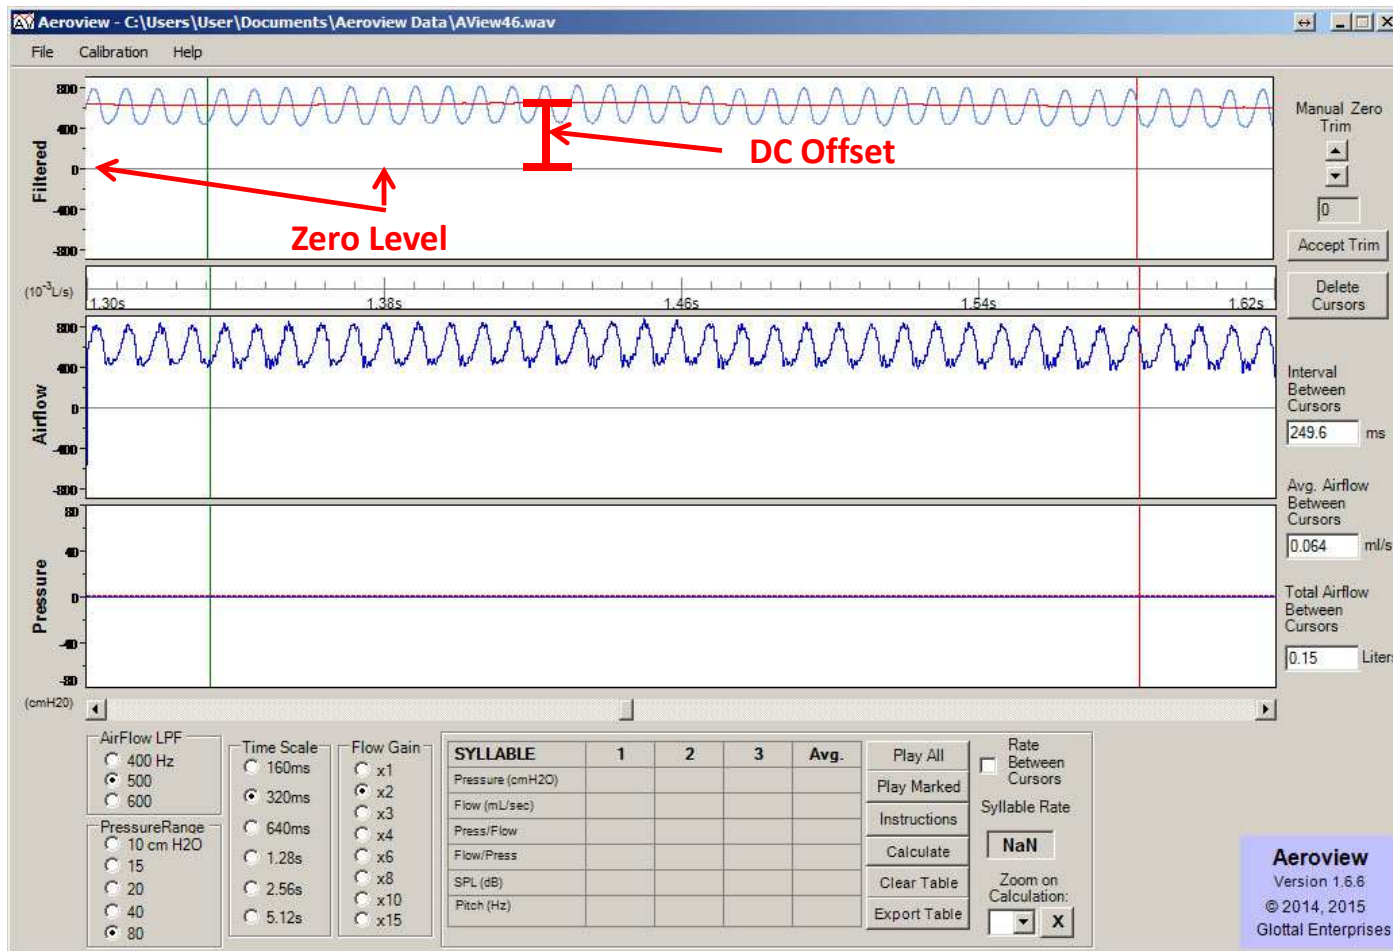 Aeroview - C:\Users\User\Documents\Aeroview Data\AView46.wav
File Calibration Help
800
400
0
-400
-800
Filtered
DC Offset
Zero Level
Manual Zero
Trim
0
Accept Trim
Delete
Cursors
(10⁻³L/s)
1.30s 1.38s 1.46s 1.54s 1.62s
800
400
0
-400
-800
Airflow
Interval
Between
Cursors
249.6 ms
Avg. Airflow
Between
Cursors
0.064 ml/s
80
40
0
-40
-80
Pressure
(cmH20)
Total Airflow
Between
Cursors
0.15 Liters
AirFlow LPF
400 Hz
500
600
PressureRange
10 cm H2O
15
20
40
80
Time Scale
160ms
320ms
640ms
1.28s
2.56s
5.12s
Flow Gain
x1
x2
x3
x4
x6
x8
x10
x15
SYLLABLE 1 2 3 Avg.
Pressure (cmH2O)
Flow (mL/sec)
Press/Flow
Flow/Press
SPL (dB)
Pitch (Hz)
Play All
Play Marked
Instructions
Calculate
Clear Table
Export Table
Rate
Between
Cursors
Syllable Rate
NaN
Zoom on
Calculation:
X
Aeroview
Version 1.6.6
© 2014, 2015
Glottal Enterprises